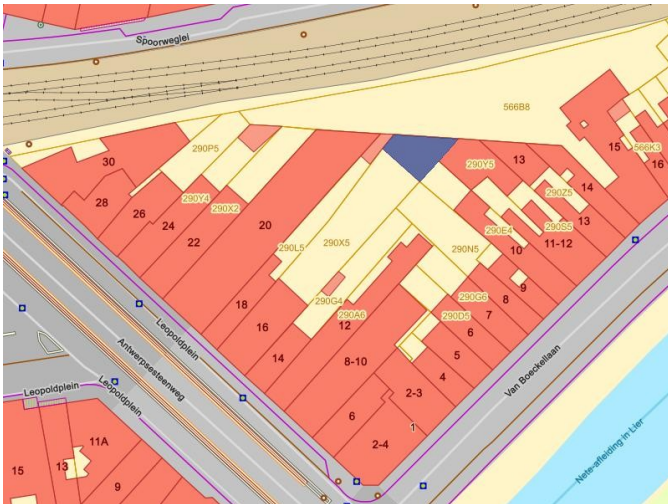 Spoorweglei
566B8
290P5
30
290Y5
13
15
566K3
16
290Y4
290X2
28
26
24
22
20
290Z5
14
13
290L5
290X5
290E4
290S5
11-12
10
290N5
18
16
14
290G4
290A6
12
290G6
290D5
9
8
7
6
5
4
8-10
2-3
6
1
2-4
Leopoldplein
Antwerpsesteenweg
Leopoldplein
Leopoldplein
Van Boeckellaan
Nete-afleiding in Lier
11A
13
15
9